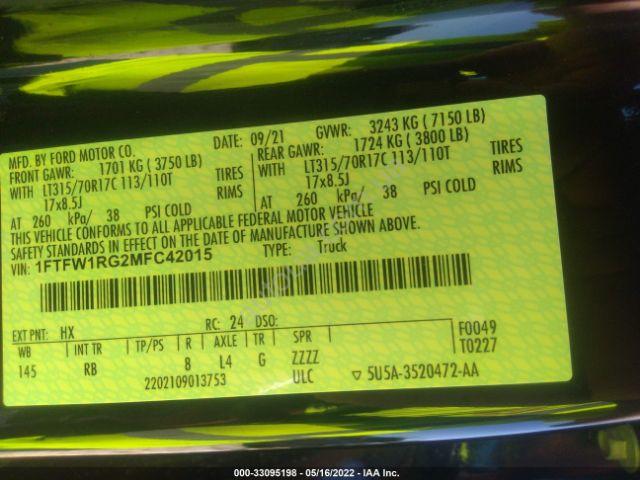 MFD. BY FORD MOTOR CO.
DATE: 09/21 GVWR: 3243 KG ( 7150 LB)
FRONT GAWR: 1701 KG ( 3750 LB) REAR GAWR: 1724 KG ( 3800 LB)
WITH LT315/70R17C 113/110T TIRES WITH LT315/70R17C 113/110T TIRES
17x8.5J RIMS 17x8.5J RIMS
AT 260 kPa/ 38 PSI COLD AT 260 kPa/ 38 PSI COLD
THIS VEHICLE CONFORMS TO ALL APPLICABLE FEDERAL MOTOR VEHICLE
SAFETY STANDARDS IN EFFECT ON THE DATE OF MANUFACTURE SHOWN ABOVE.
VIN: 1FTFW1RG2MFC42015 TYPE: Truck
EXT PNT: HX RC: 24 DSO:
WB INT TR TP/PS R AXLE TR SPR F0049
145 RB 8 L4 G ZZZZ T0227
2202109013753 ULC ▽ 5U5A-3520472-AA
000-33095198 - 05/16/2022 - IAA Inc.